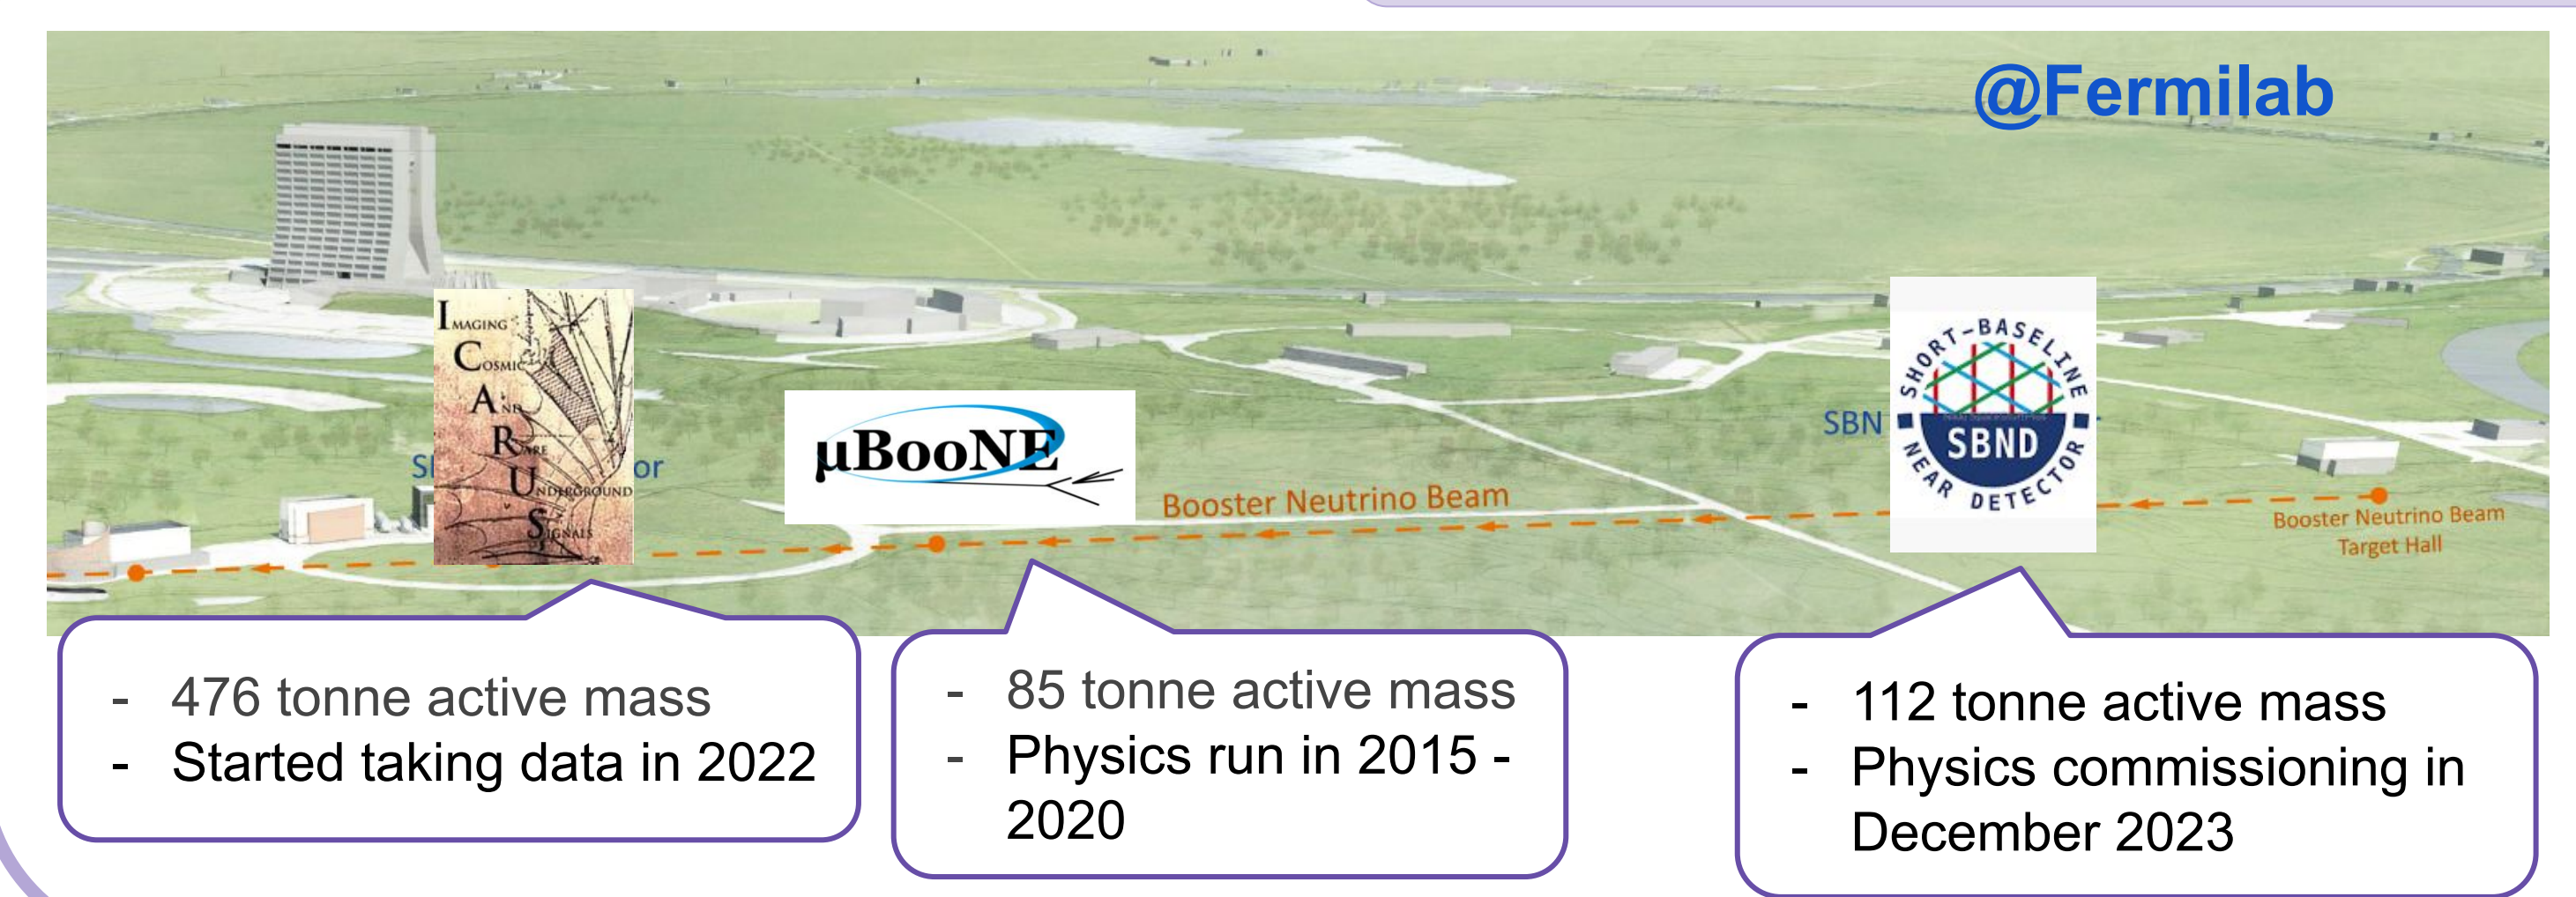 @Fermilab
IMAGING
COSMIC
AND
RARE
UNDERGROUND
SIGNALS
SHORT-BASELINE
SBND
NEAR DETECTOR
µBooNE
SBN
or
Booster Neutrino Beam
Booster Neutrino Beam
Target Hall
- 476 tonne active mass
- Started taking data in 2022
- 85 tonne active mass
- Physics run in 2015 -
2020
- 112 tonne active mass
- Physics commissioning in
December 2023